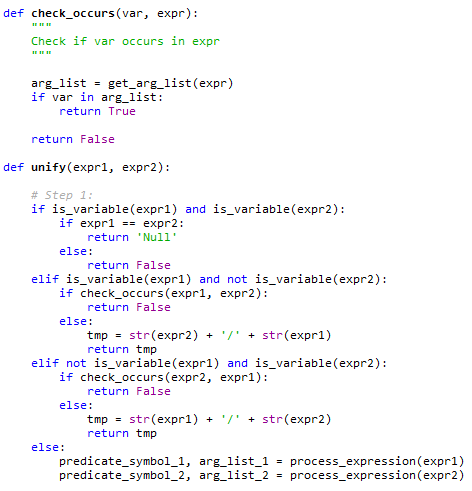 def check_occurs(var, expr):
    """
    Check if var occurs in expr
    """
    arg_list = get_arg_list(expr)
    if var in arg_list:
        return True
    return False
def unify(expr1, expr2):
    # Step 1:
    if is_variable(expr1) and is_variable(expr2):
        if expr1 == expr2:
            return 'Null'
        else:
            return False
    elif is_variable(expr1) and not is_variable(expr2):
        if check_occurs(expr1, expr2):
            return False
        else:
            tmp = str(expr2) + '/' + str(expr1)
            return tmp
    elif not is_variable(expr1) and is_variable(expr2):
        if check_occurs(expr2, expr1):
            return False
        else:
            tmp = str(expr1) + '/' + str(expr2)
            return tmp
    else:
        predicate_symbol_1, arg_list_1 = process_expression(expr1)
        predicate_symbol_2, arg_list_2 = process_expression(expr2)